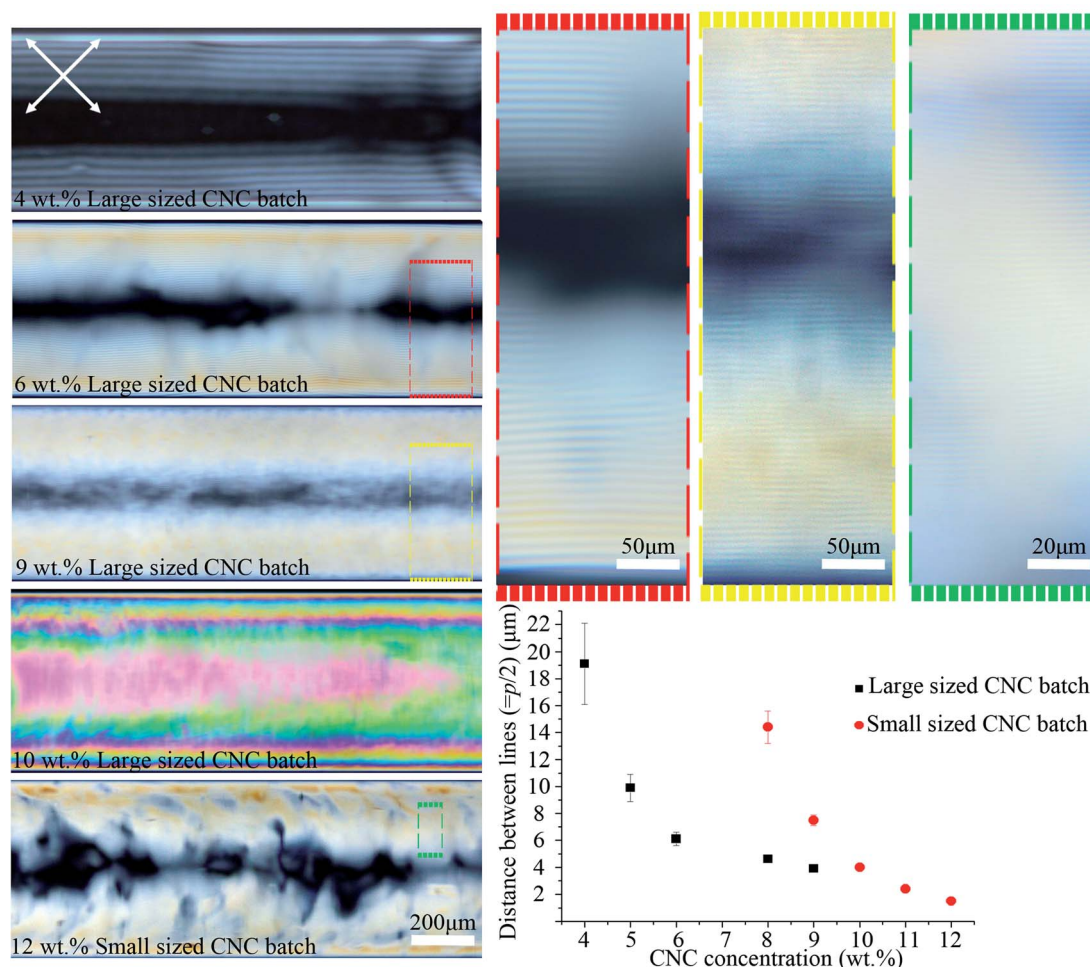 4 wt.% Large sized CNC batch
6 wt.% Large sized CNC batch
9 wt.% Large sized CNC batch
10 wt.% Large sized CNC batch
12 wt.% Small sized CNC batch
200μm
50μm
50μm
20μm
Distance between lines (=p/2) (μm)
22
20
18
16
14
12
10
8
6
4
2
Large sized CNC batch
Small sized CNC batch
4 5 6 8 7 8 9 10 11 12
CNC concentration (wt.%)